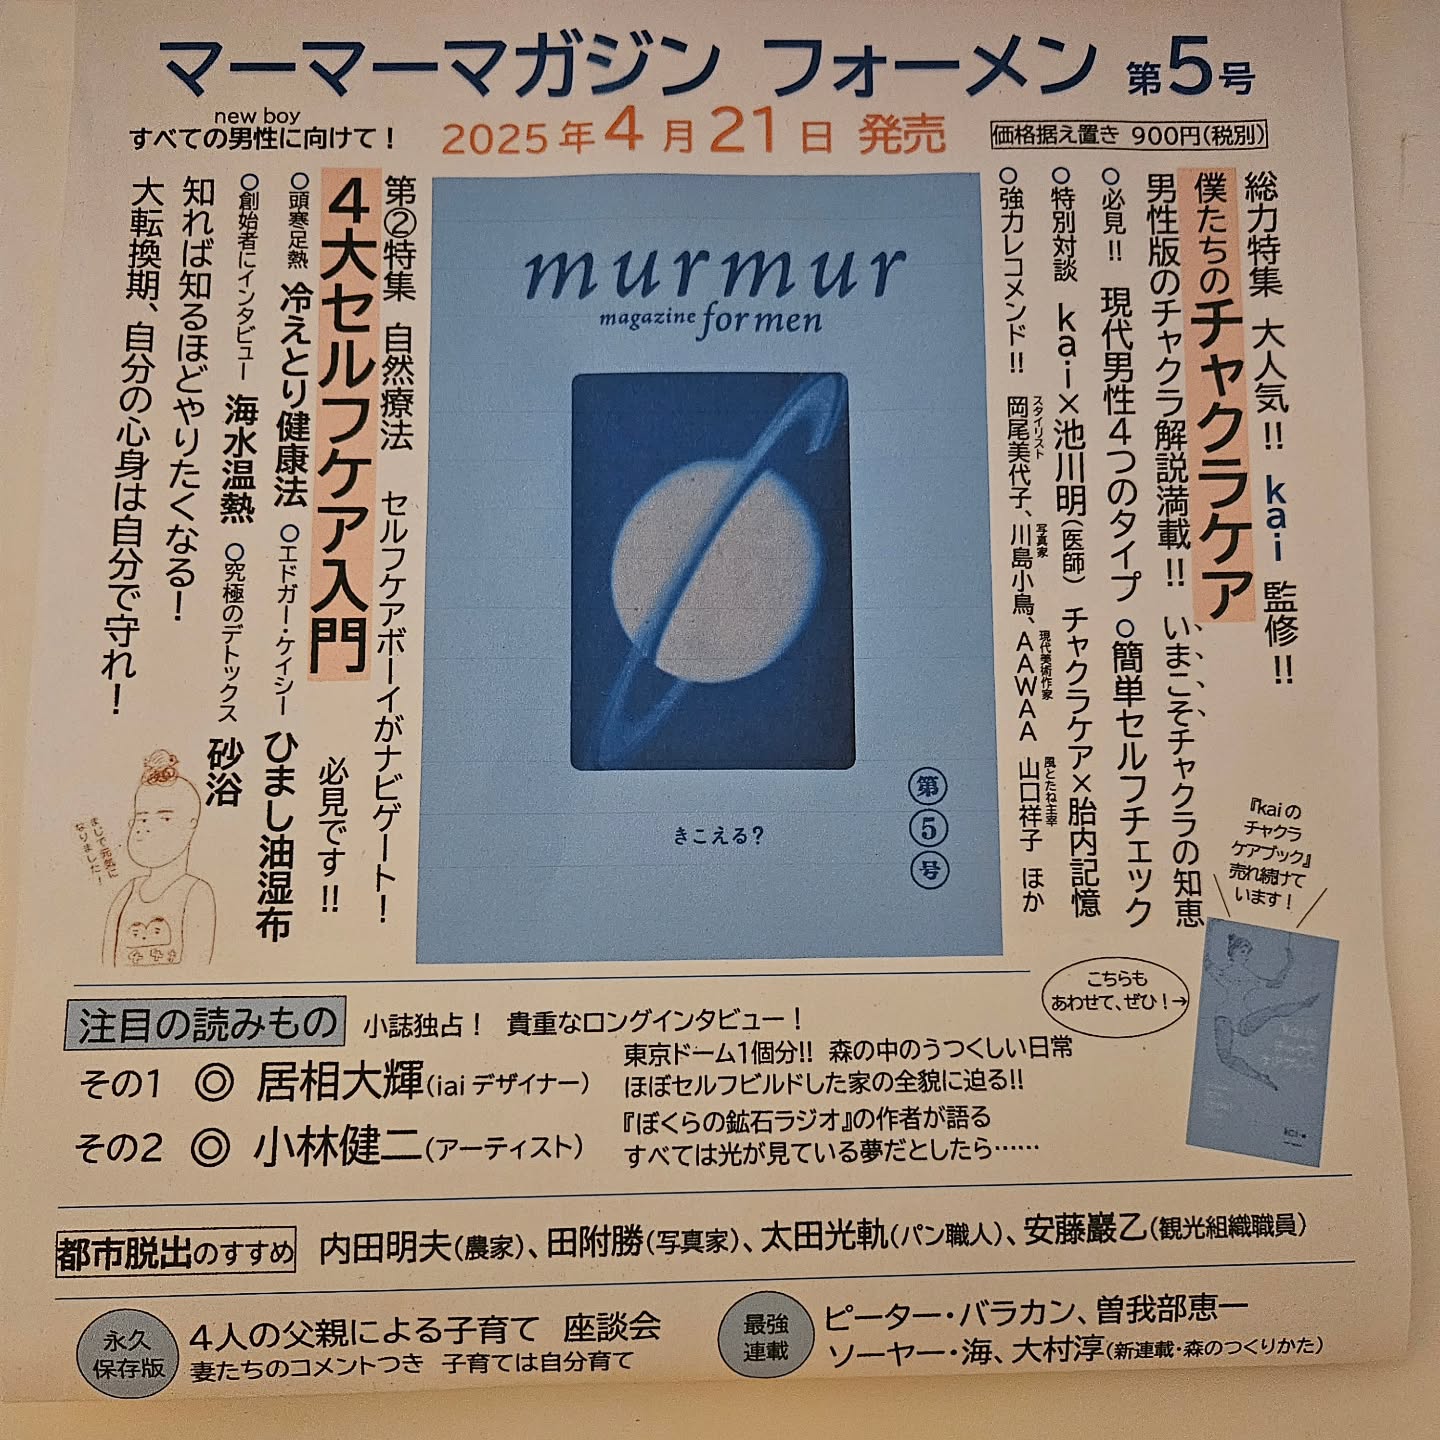 マーマーマガジン フォーメン 第5号
new boy
すべての男性に向けて!
2025年4月21日 発売
価格据え置き 900円(税別)
総力特集 大人気!! kai 監修!!
僕たちのチャクラケア
男性版のチャクラ解説満載!! いまこそチャクラの知恵
○必見!! 現代男性4つのタイプ ○簡単セルフチェック
○特別対談 kai×池川明(医師) チャクラケア×胎内記憶
○強力レコメンド!! 岡尾美代子、川島小鳥、AAWAA 山口祥子 ほか
スタイリスト
写真家
現代美術作家
風とたね主宰
murmur
magazine for men
きこえる?
第5号
第②特集 自然療法 セルフケアボーイがナビゲート!
4大セルフケア入門 必見です!!
○頭寒足熱 冷えとり健康法 ○エドガー・ケイシー ひまし油湿布
○創始者にインタビュー 海水温熱 ○究極のデトックス 砂浴
知れば知るほどやりたくなる!
大転換期、自分の心身は自分で守れ!
まじで元気に
なりました!
『kaiの
チャクラ
ケアブック』
売れ続けて
います!
こちらも
あわせて、ぜひ!→
注目の読みもの 小誌独占! 貴重なロングインタビュー!
その1 ◎ 居相大輝(iai デザイナー)
東京ドーム1個分!! 森の中のうつくしい日常
ほぼセルフビルドした家の全貌に迫る!!
その2 ◎ 小林健二(アーティスト)
『ぼくらの鉱石ラジオ』の作者が語る
すべては光が見ている夢だとしたら……
都市脱出のすすめ 内田明夫(農家)、田附勝(写真家)、太田光軌(パン職人)、安藤巖乙(観光組織職員)
永久
保存版
4人の父親による子育て 座談会
妻たちのコメントつき 子育ては自分育て
最強
連載
ピーター・バラカン、曽我部恵一
ソーヤー・海、大村淳(新連載・森のつくりかた)